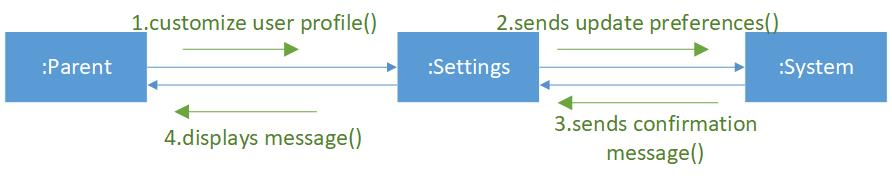 1.customize user profile()
2.sends update preferences()
:Parent
:Settings
:System
4.displays message()
3.sends confirmation
message()